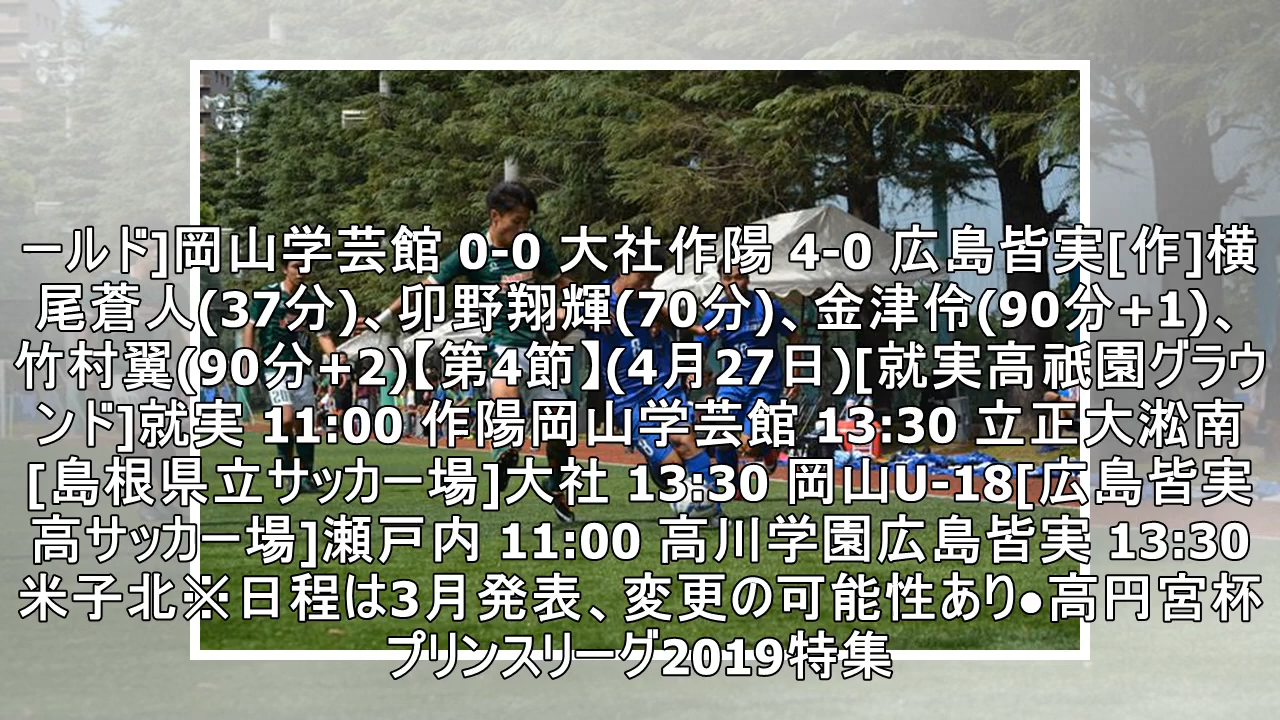 ールド]岡山学芸館 0-0 大社作陽 4-0 広島皆実[作]横
尾蒼人(37分)、卯野翔輝(70分)、金津伶(90分+1)、
竹村翼(90分+2)【第4節】(4月27日)[就実高祇園グラウ
ンド]就実 11:00 作陽岡山学芸館 13:30 立正大淞南
[島根県立サッカー場]大社 13:30 岡山U-18[広島皆実
高サッカー場]瀬戸内 11:00 高川学園広島皆実 13:30
米子北※日程は3月発表、変更の可能性あり●高円宮杯
プリンスリーグ2019特集